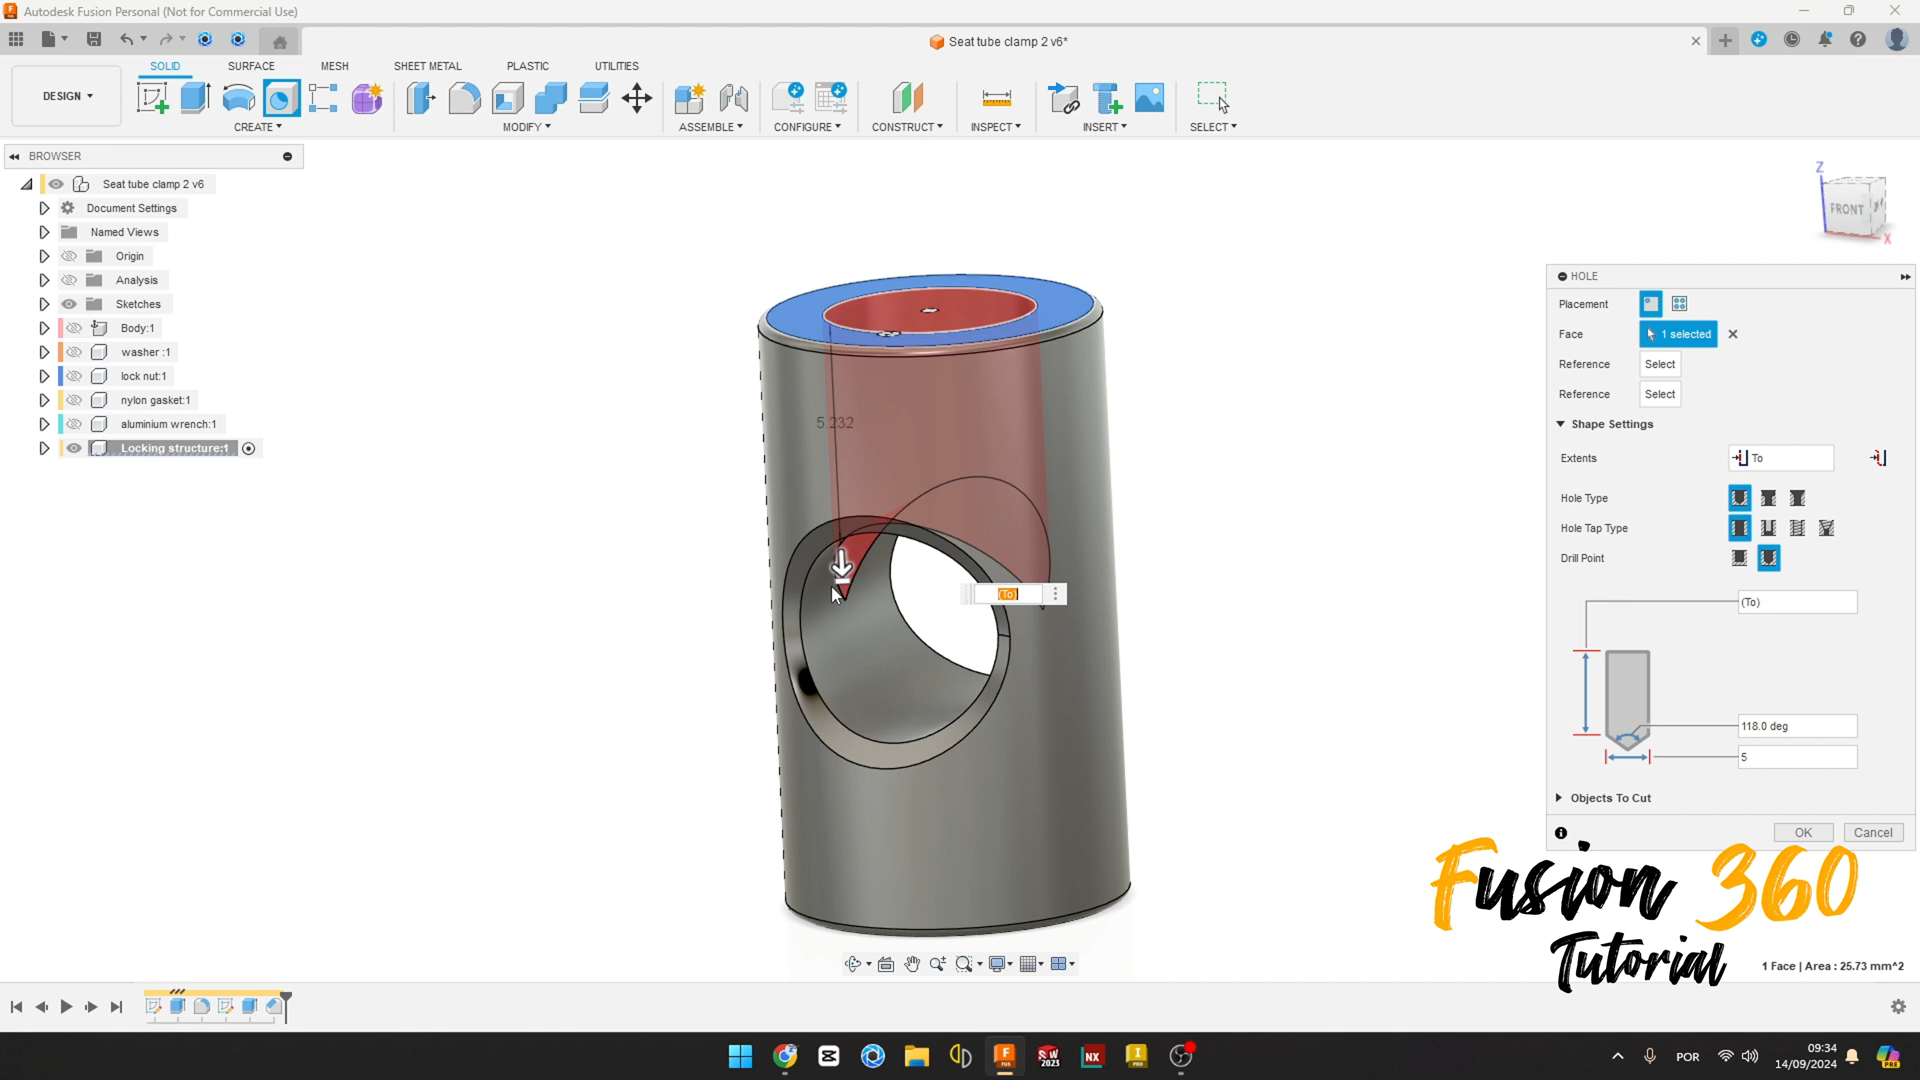 Autodesk Fusion Personal (Not for Commercial Use)
Seat tube clamp 2 v6*
DESIGN
SOLID
SURFACE
MESH
SHEET METAL
PLASTIC
UTILITIES
CREATE
MODIFY
ASSEMBLE
CONFIGURE
CONSTRUCT
INSPECT
INSERT
SELECT
BROWSER
Seat tube clamp 2 v6
Document Settings
Named Views
Origin
Analysis
Sketches
Body:1
washer :1
lock nut:1
nylon gasket:1
aluminium wrench:1
Locking structure:1
5.232
(To)
Z
FRONT
X
HOLE
Placement
Face
1 selected
Reference
Select
Reference
Select
Shape Settings
Extents
To
Hole Type
Hole Tap Type
Drill Point
(To)
118.0 deg
5
Objects To Cut
OK
Cancel
Fusion 360
Tutorial
1 Face | Area : 25.73 mm^2
POR
09:34
14/09/2024